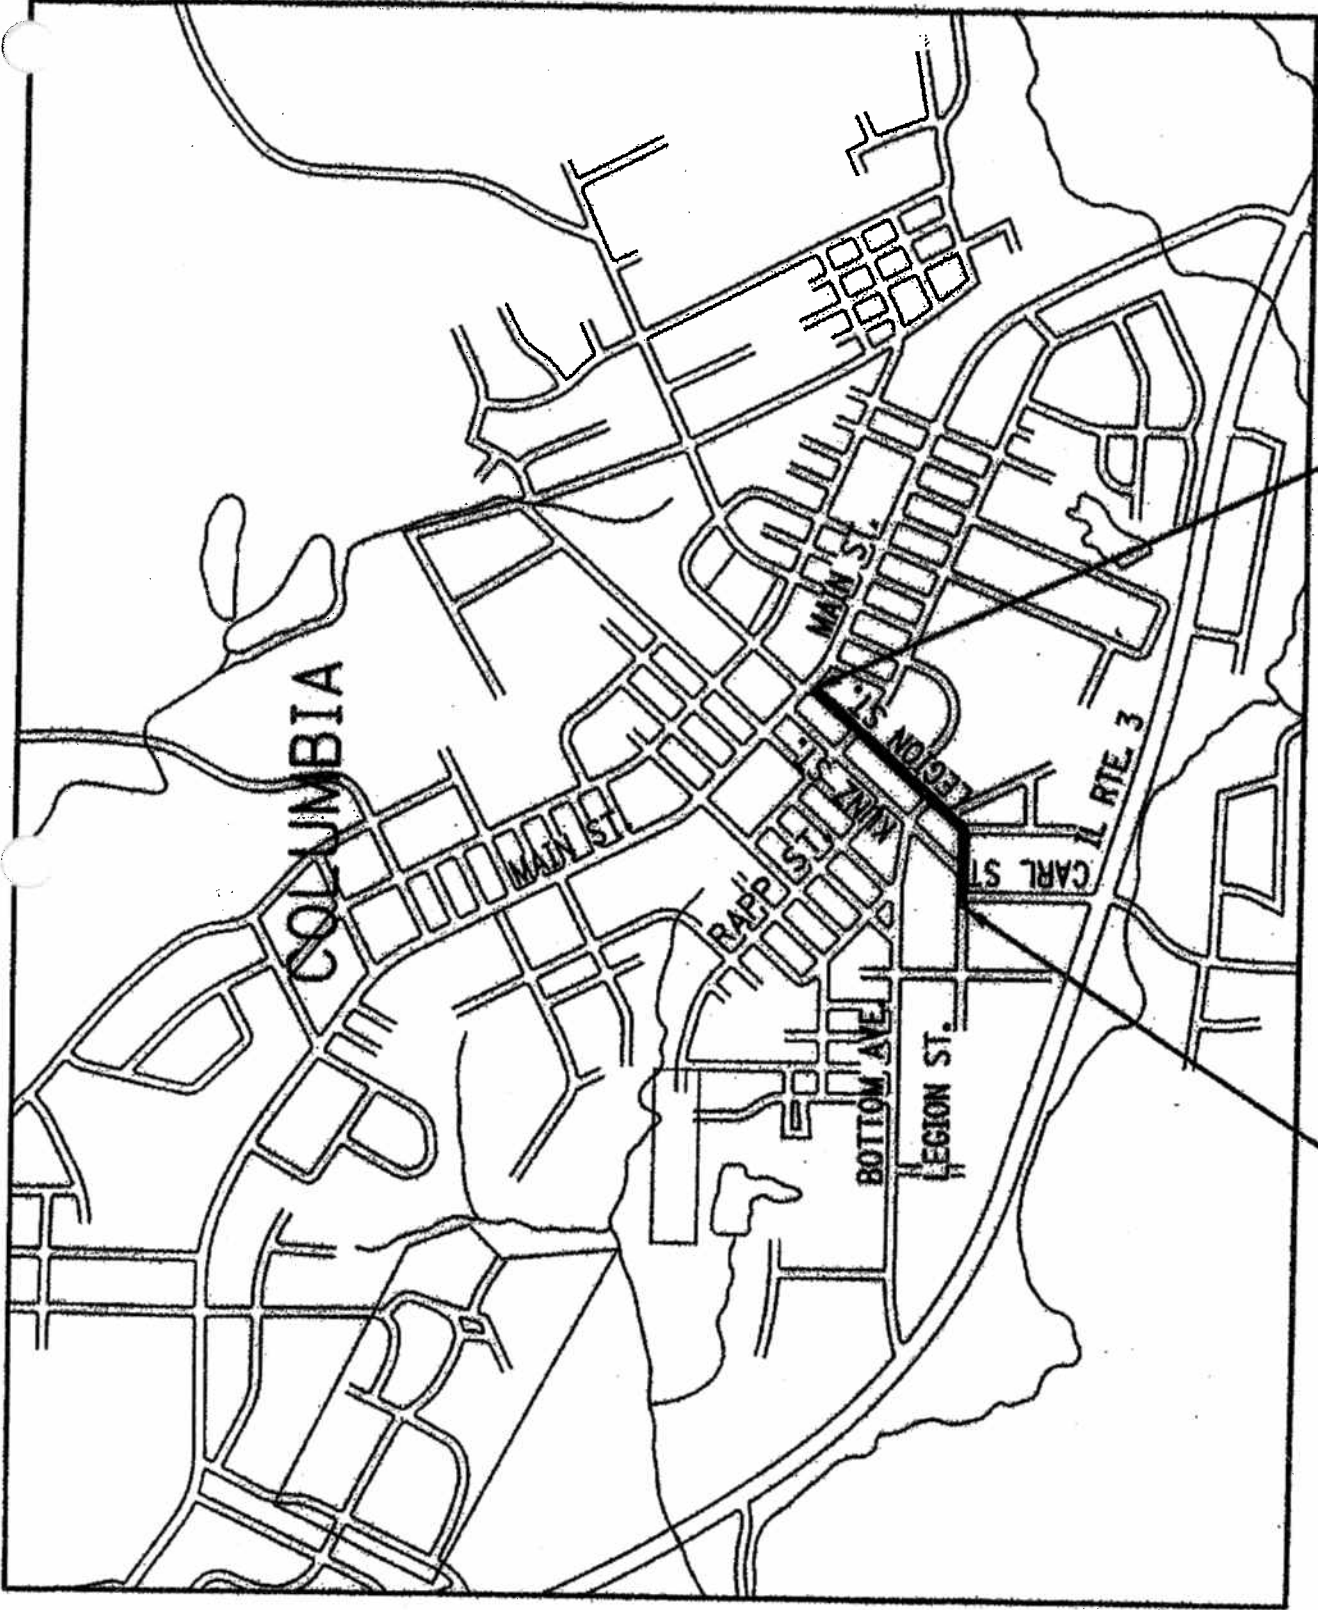 COLUMBIA
MAIN ST.
MAIN ST.
LEGION ST.
KUNZ ST.
RAPP ST.
CARL ST
IL RTE. 3
BOTTOM AVE.
LEGION ST.